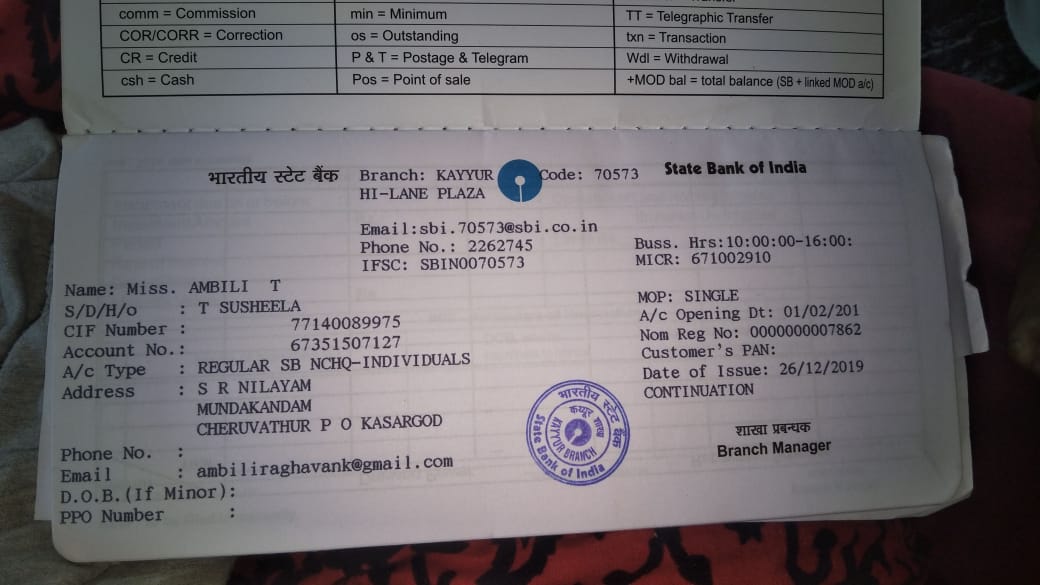 comm = Commission
min = Minimum
TT = Telegraphic Transfer
COR/CORR = Correction
os = Outstanding
txn = Transaction
CR = Credit
P & T = Postage & Telegram
Wdl = Withdrawal
csh = Cash
Pos = Point of sale
+MOD bal = total balance (SB + linked MOD a/c)
भारतीय स्टेट बैंक
Branch: KAYYUR
Code: 70573
State Bank of India
HI-LANE PLAZA
Email:sbi.70573@sbi.co.in
Phone No.: 2262745
Buss. Hrs:10:00:00-16:00:
IFSC: SBIN0070573
MICR: 671002910
Name: Miss. AMBILI T
S/D/H/o : T SUSHEELA
MOP: SINGLE
CIF Number : 77140089975
A/c Opening Dt: 01/02/201
Account No.: 67351507127
Nom Reg No: 0000000007862
A/c Type : REGULAR SB NCHQ-INDIVIDUALS
Customer's PAN:
Address : S R NILAYAM
Date of Issue: 26/12/2019
MUNDAKANDAM
CONTINUATION
CHERUVATHUR P O KASARGOD
Phone No. :
Email : ambiliraghavank@gmail.com
D.O.B.(If Minor):
PPO Number :
भारतीय स्टेट बैंक
कय्यूर शाखा
KAYYUR BRANCH
State Bank of India
शाखा प्रबन्धक
Branch Manager